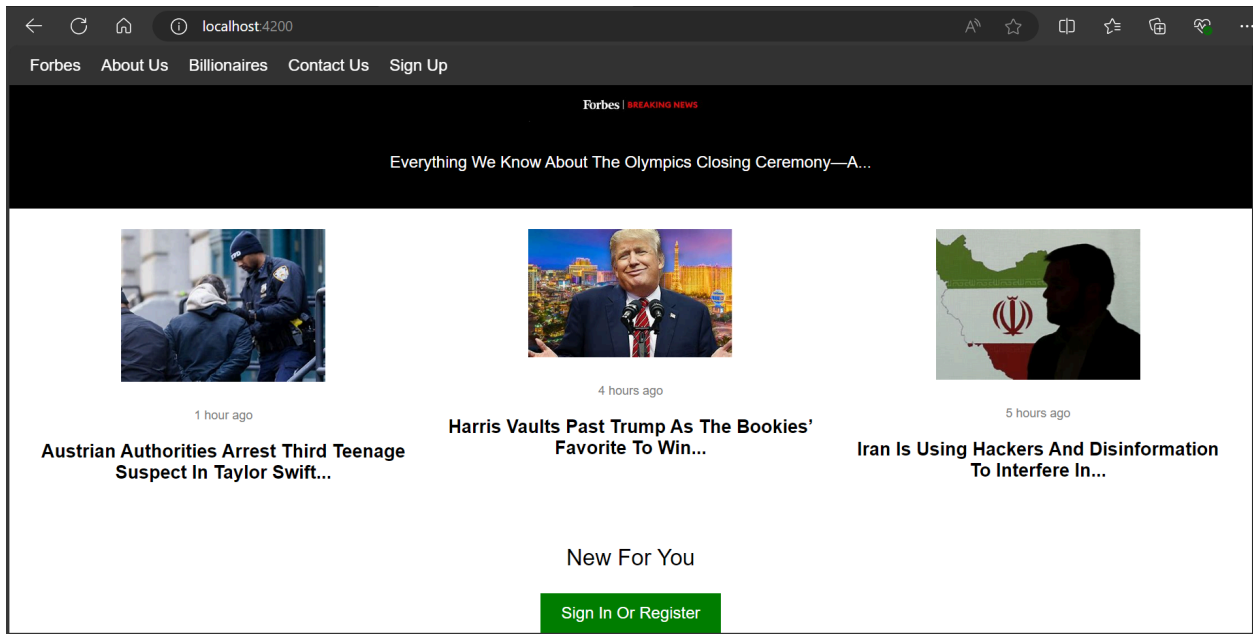 localhost:4200
Forbes About Us Billionaires Contact Us Sign Up
Forbes | BREAKING NEWS
Everything We Know About The Olympics Closing Ceremony—A...
1 hour ago
Austrian Authorities Arrest Third Teenage
Suspect In Taylor Swift...
4 hours ago
Harris Vaults Past Trump As The Bookies’
Favorite To Win...
5 hours ago
Iran Is Using Hackers And Disinformation
To Interfere In...
New For You
Sign In Or Register